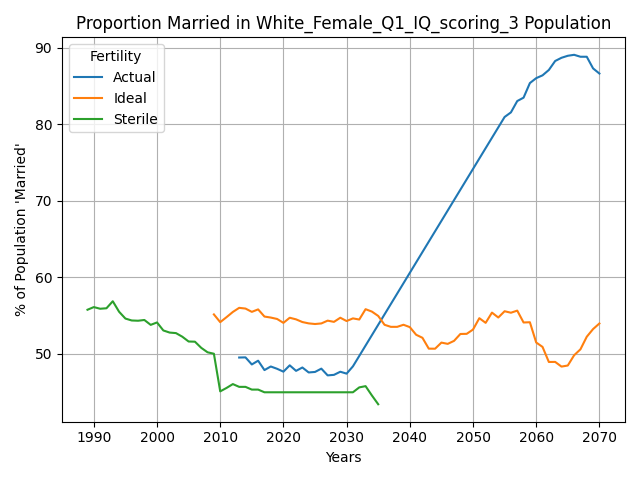 Proportion Married in White_Female_Q1_IQ_scoring_3 Population
% of Population 'Married'
90
80
70
60
50
Fertility
Actual
Ideal
Sterile
1990 2000 2010 2020 2030 2040 2050 2060 2070
Years